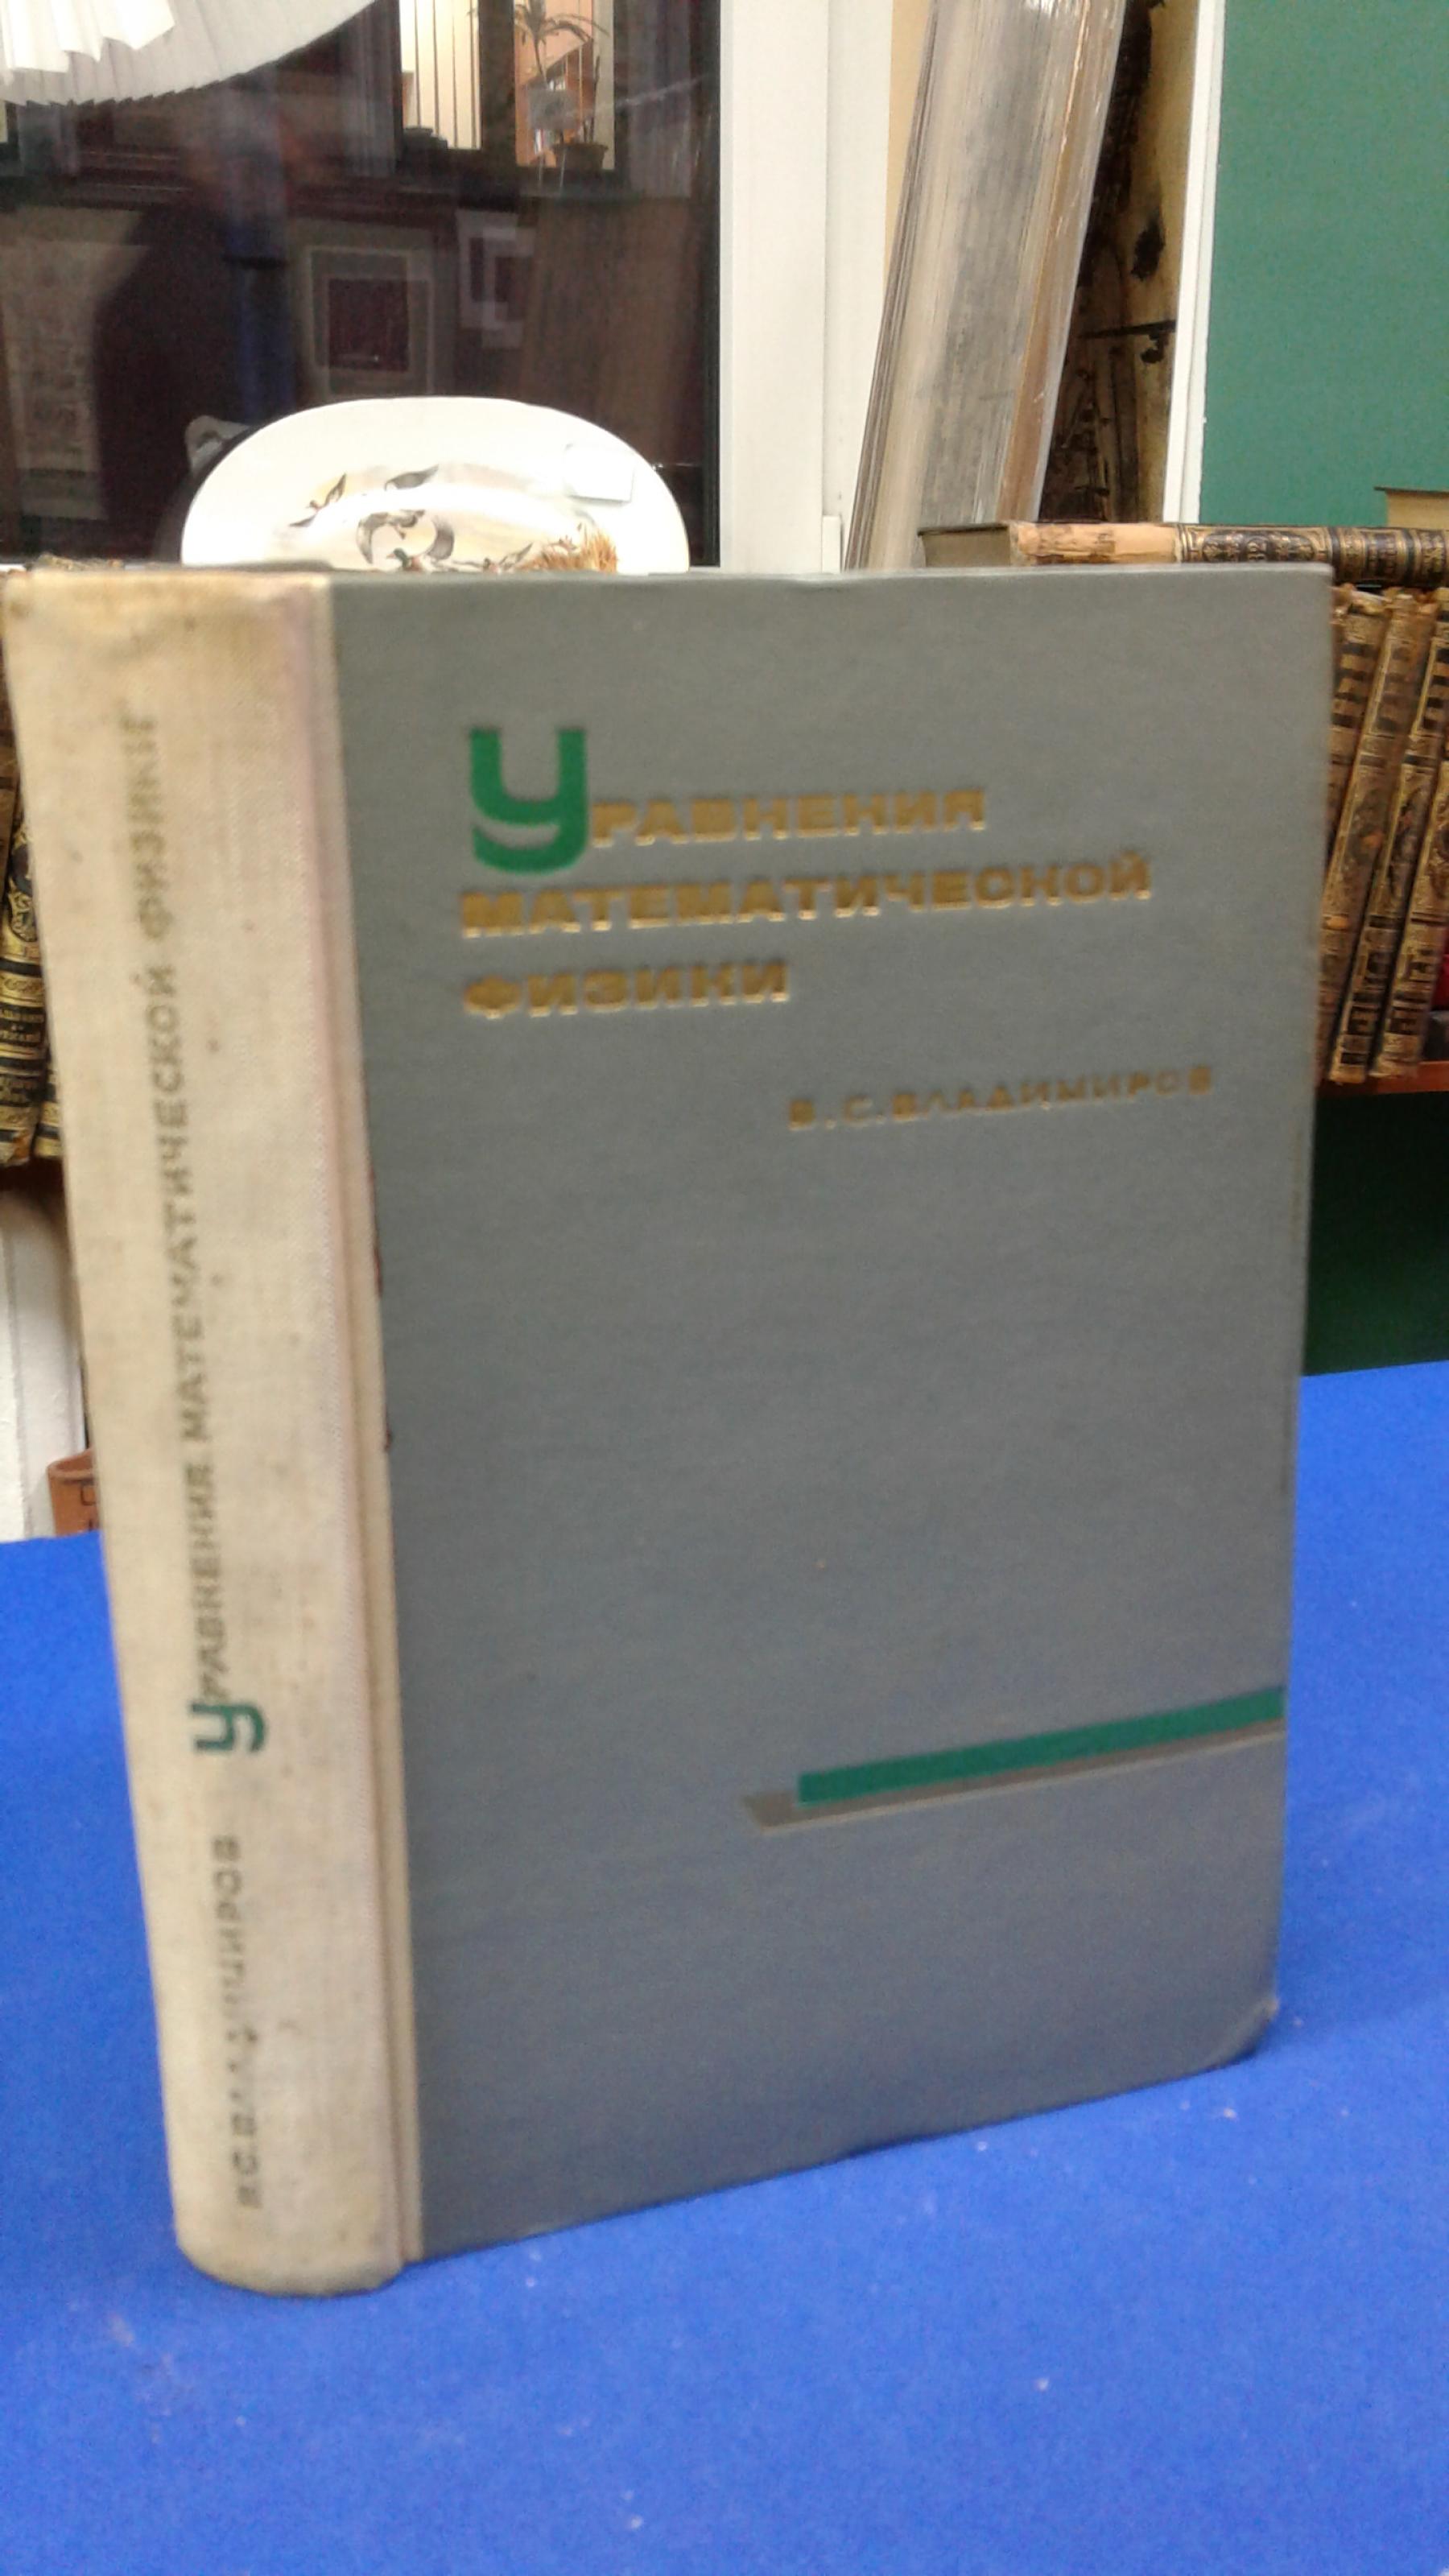 УРАВНЕНИЯ
МАТЕМАТИЧЕСКОЙ
ФИЗИКИ
В.С.ВЛАДИМИРОВ
В.С.ВЛАДИМИРОВ УРАВНЕНИЯ МАТЕМАТИЧЕСКОЙ ФИЗИКИ